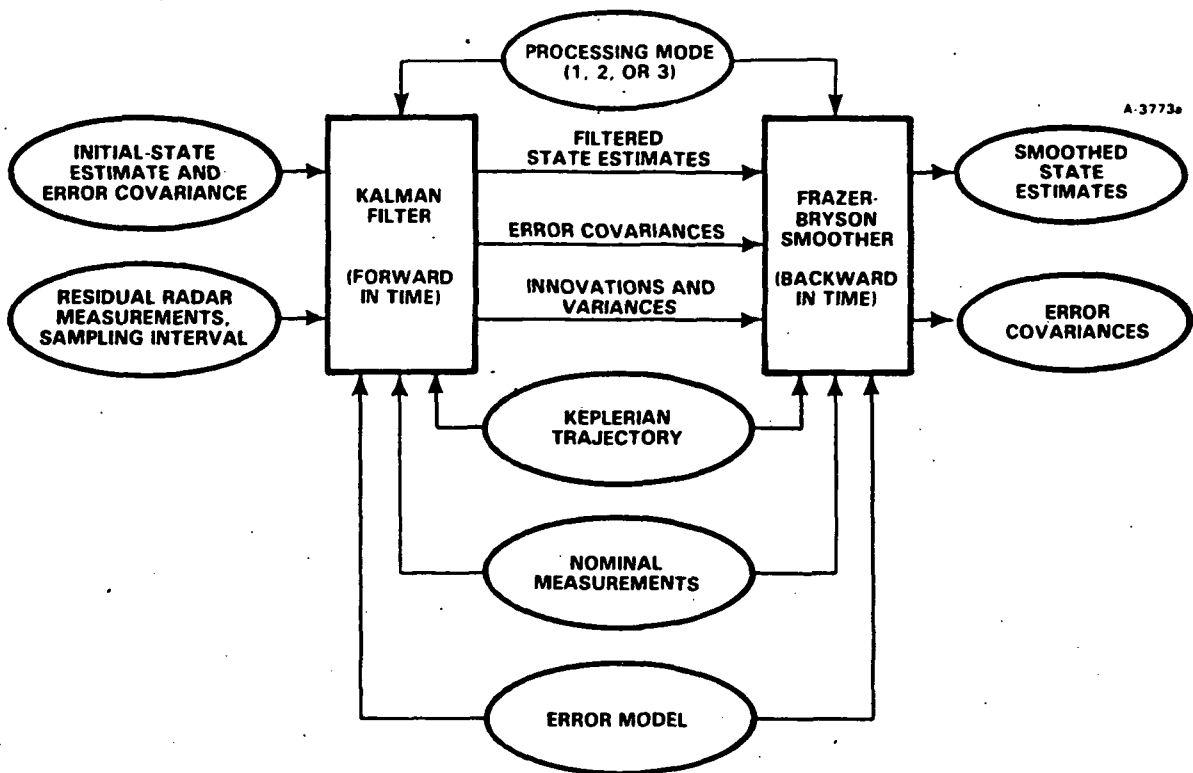 PROCESSING MODE
(1, 2, OR 3)
A-3773a
INITIAL-STATE
ESTIMATE AND
ERROR COVARIANCE
RESIDUAL RADAR
MEASUREMENTS,
SAMPLING INTERVAL
KALMAN
FILTER
(FORWARD
IN TIME)
FILTERED
STATE ESTIMATES
ERROR COVARIANCES
INNOVATIONS AND
VARIANCES
FRAZER-
BRYSON
SMOOTHER
(BACKWARD
IN TIME)
SMOOTHED
STATE
ESTIMATES
ERROR
COVARIANCES
KEPLERIAN
TRAJECTORY
NOMINAL
MEASUREMENTS
ERROR MODEL